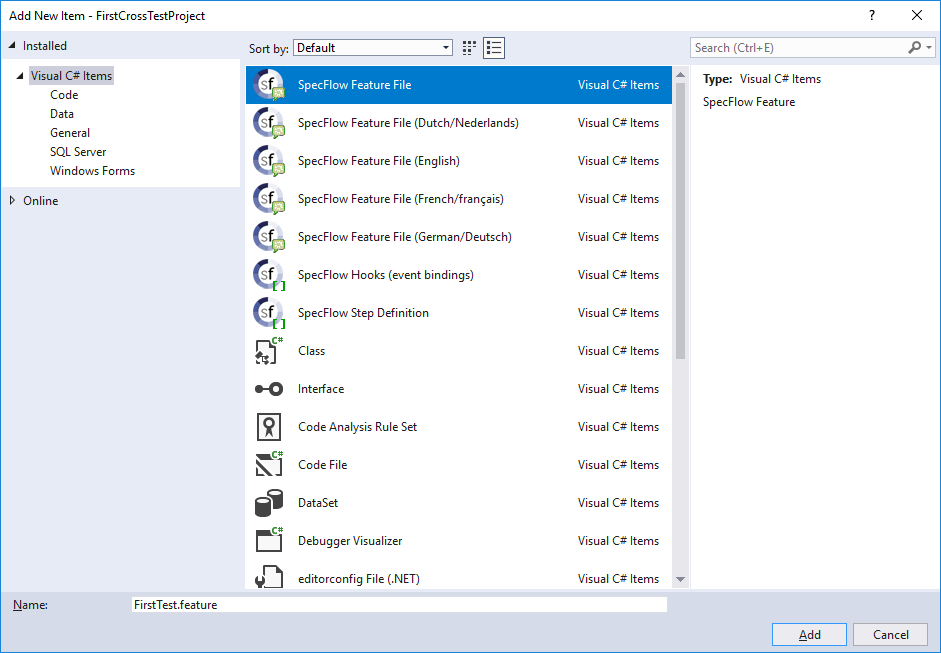 Add New Item - FirstCrossTestProject
?
Installed
Visual C# Items
Code
Data
General
SQL Server
Windows Forms
Online
Sort by: Default
Search (Ctrl+E)
SpecFlow Feature File Visual C# Items
SpecFlow Feature File (Dutch/Nederlands) Visual C# Items
SpecFlow Feature File (English) Visual C# Items
SpecFlow Feature File (French/français) Visual C# Items
SpecFlow Feature File (German/Deutsch) Visual C# Items
SpecFlow Hooks (event bindings) Visual C# Items
SpecFlow Step Definition Visual C# Items
Class Visual C# Items
Interface Visual C# Items
Code Analysis Rule Set Visual C# Items
Code File Visual C# Items
DataSet Visual C# Items
Debugger Visualizer Visual C# Items
editorconfig File (.NET) Visual C# Items
Type: Visual C# Items
SpecFlow Feature
Name: FirstTest.feature
Add Cancel